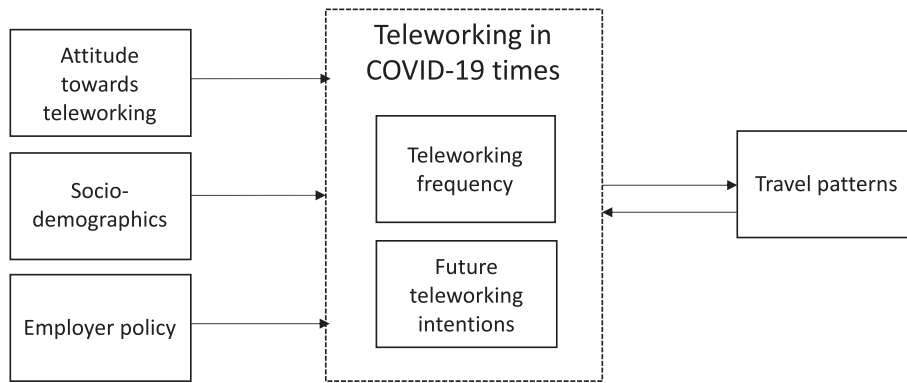 Attitude
towards
teleworking
Socio-
demographics
Employer policy
Teleworking in
COVID-19 times
Teleworking
frequency
Future
teleworking
intentions
Travel patterns